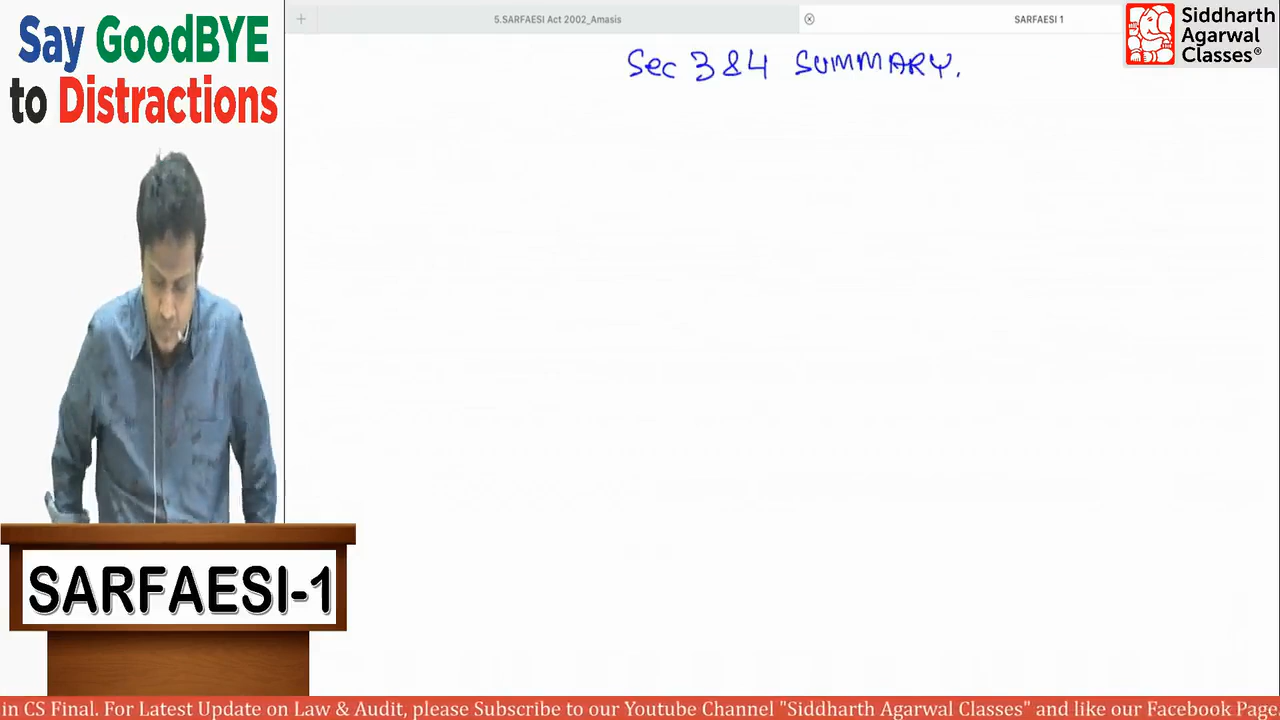 Say GoodBYE
to Distractions
5.SARFAESI Act 2002_Amasis
SARFAESI 1
Siddharth
Agarwal
Classes®
Sec 3 & 4 SUMMARY.
SARFAESI-1
in CS Final. For Latest Update on Law & Audit, please Subscribe to our Youtube Channel "Siddharth Agarwal Classes" and like our Facebook Page